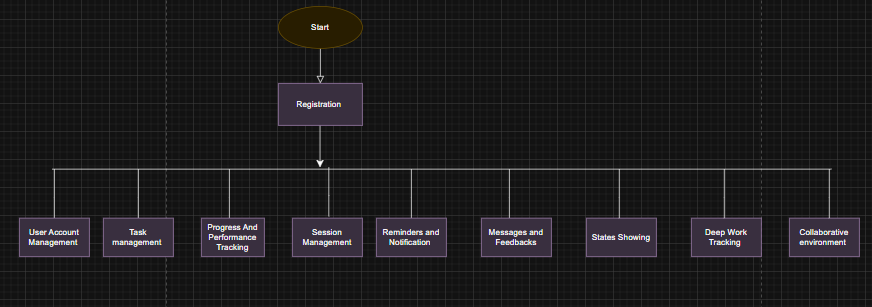 Start
Registration
User Account
Management
Task
management
Progress And
Performance
Tracking
Session
Management
Reminders and
Notification
Messages and
Feedbacks
States Showing
Deep Work
Tracking
Collaborative
environment